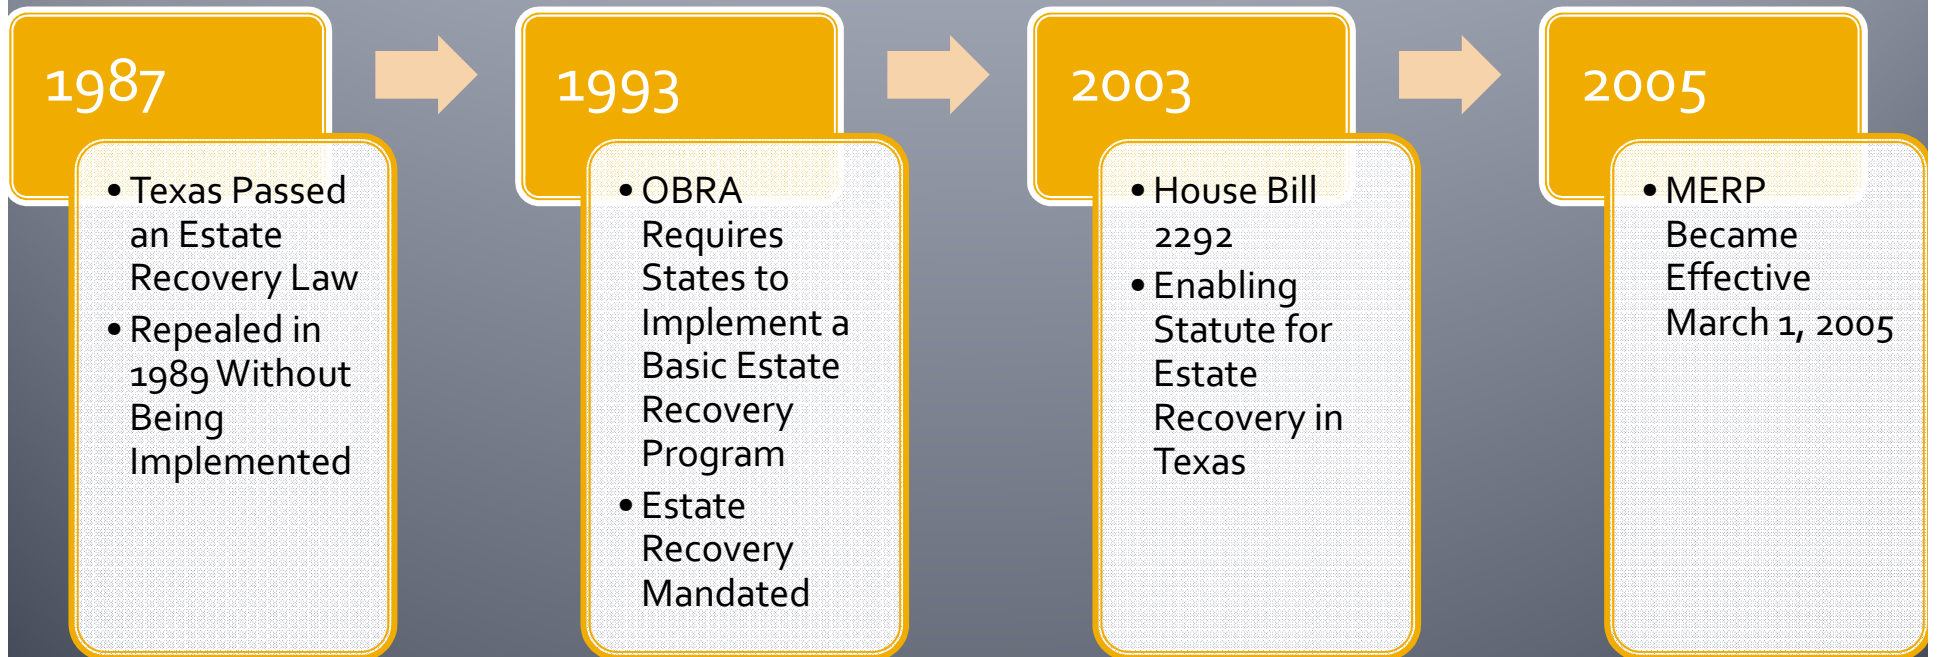 1987
• Texas Passed
an Estate
Recovery Law
• Repealed in
1989 Without
Being
Implemented
1993
• OBRA
Requires
States to
Implement a
Basic Estate
Recovery
Program
• Estate
Recovery
Mandated
2003
• House Bill
2292
• Enabling
Statute for
Estate
Recovery in
Texas
2005
• MERP
Became
Effective
March 1, 2005